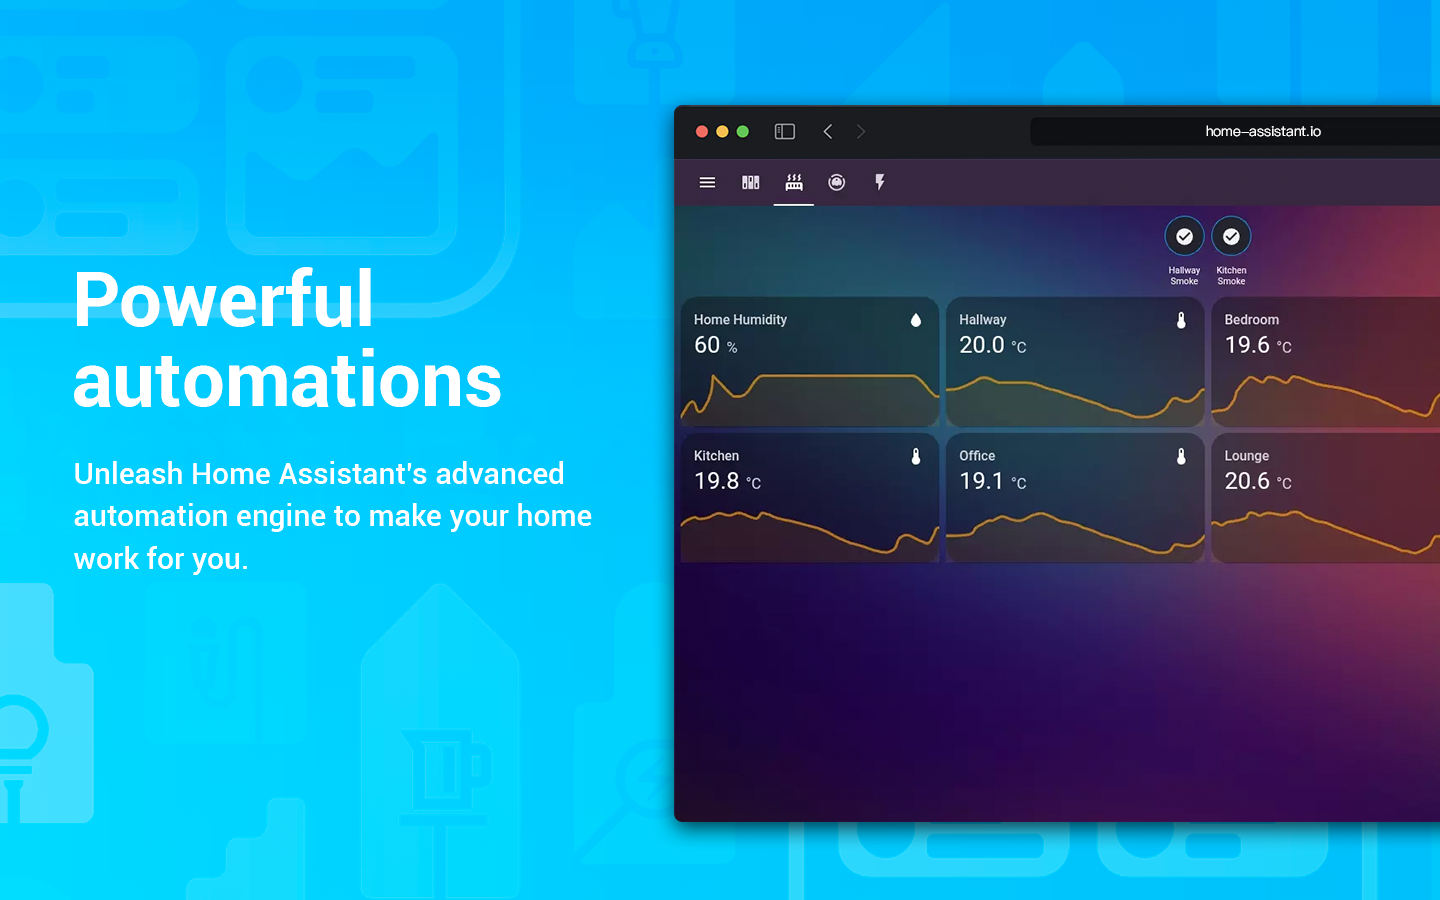 Powerful
automations
Unleash Home Assistant's advanced
automation engine to make your home
work for you.
home-assistant.io
Hallway
Smoke
Kitchen
Smoke
Home Humidity
60 %
Hallway
20.0 °C
Bedroom
19.6 °C
Kitchen
19.8 °C
Office
19.1 °C
Lounge
20.6 °C